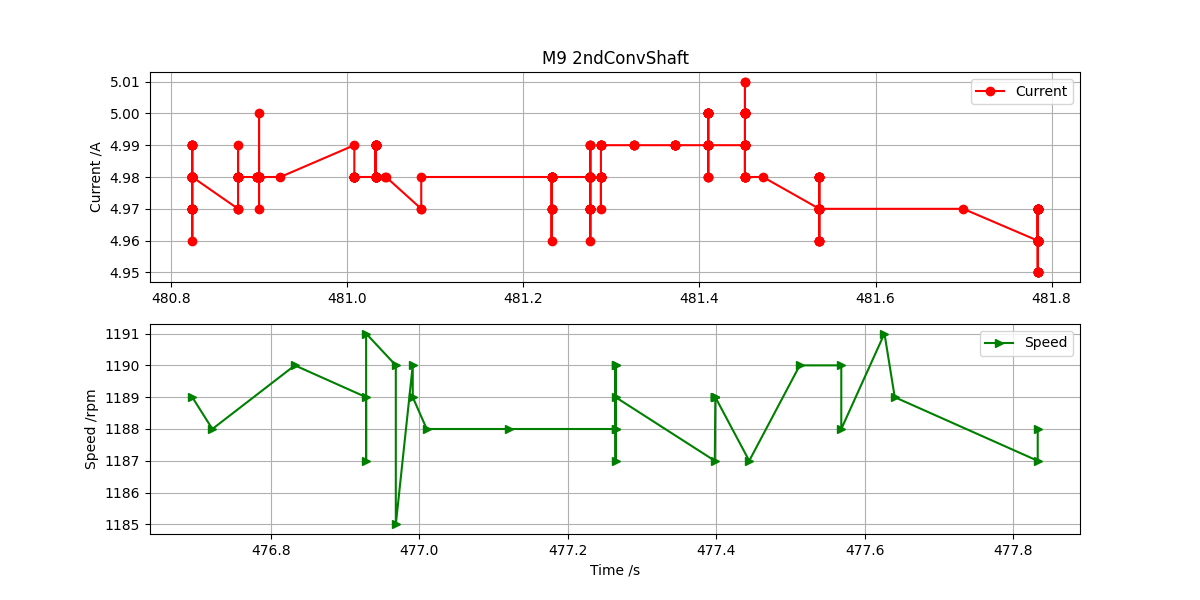 M9 2ndConvShaft
5.01
5.00
4.99
4.98
4.97
4.96
4.95
Current /A
Current
480.8 481.0 481.2 481.4 481.6 481.8
1191
1190
1189
1188
1187
1186
1185
Speed /rpm
Speed
476.8 477.0 477.2 477.4 477.6 477.8
Time /s